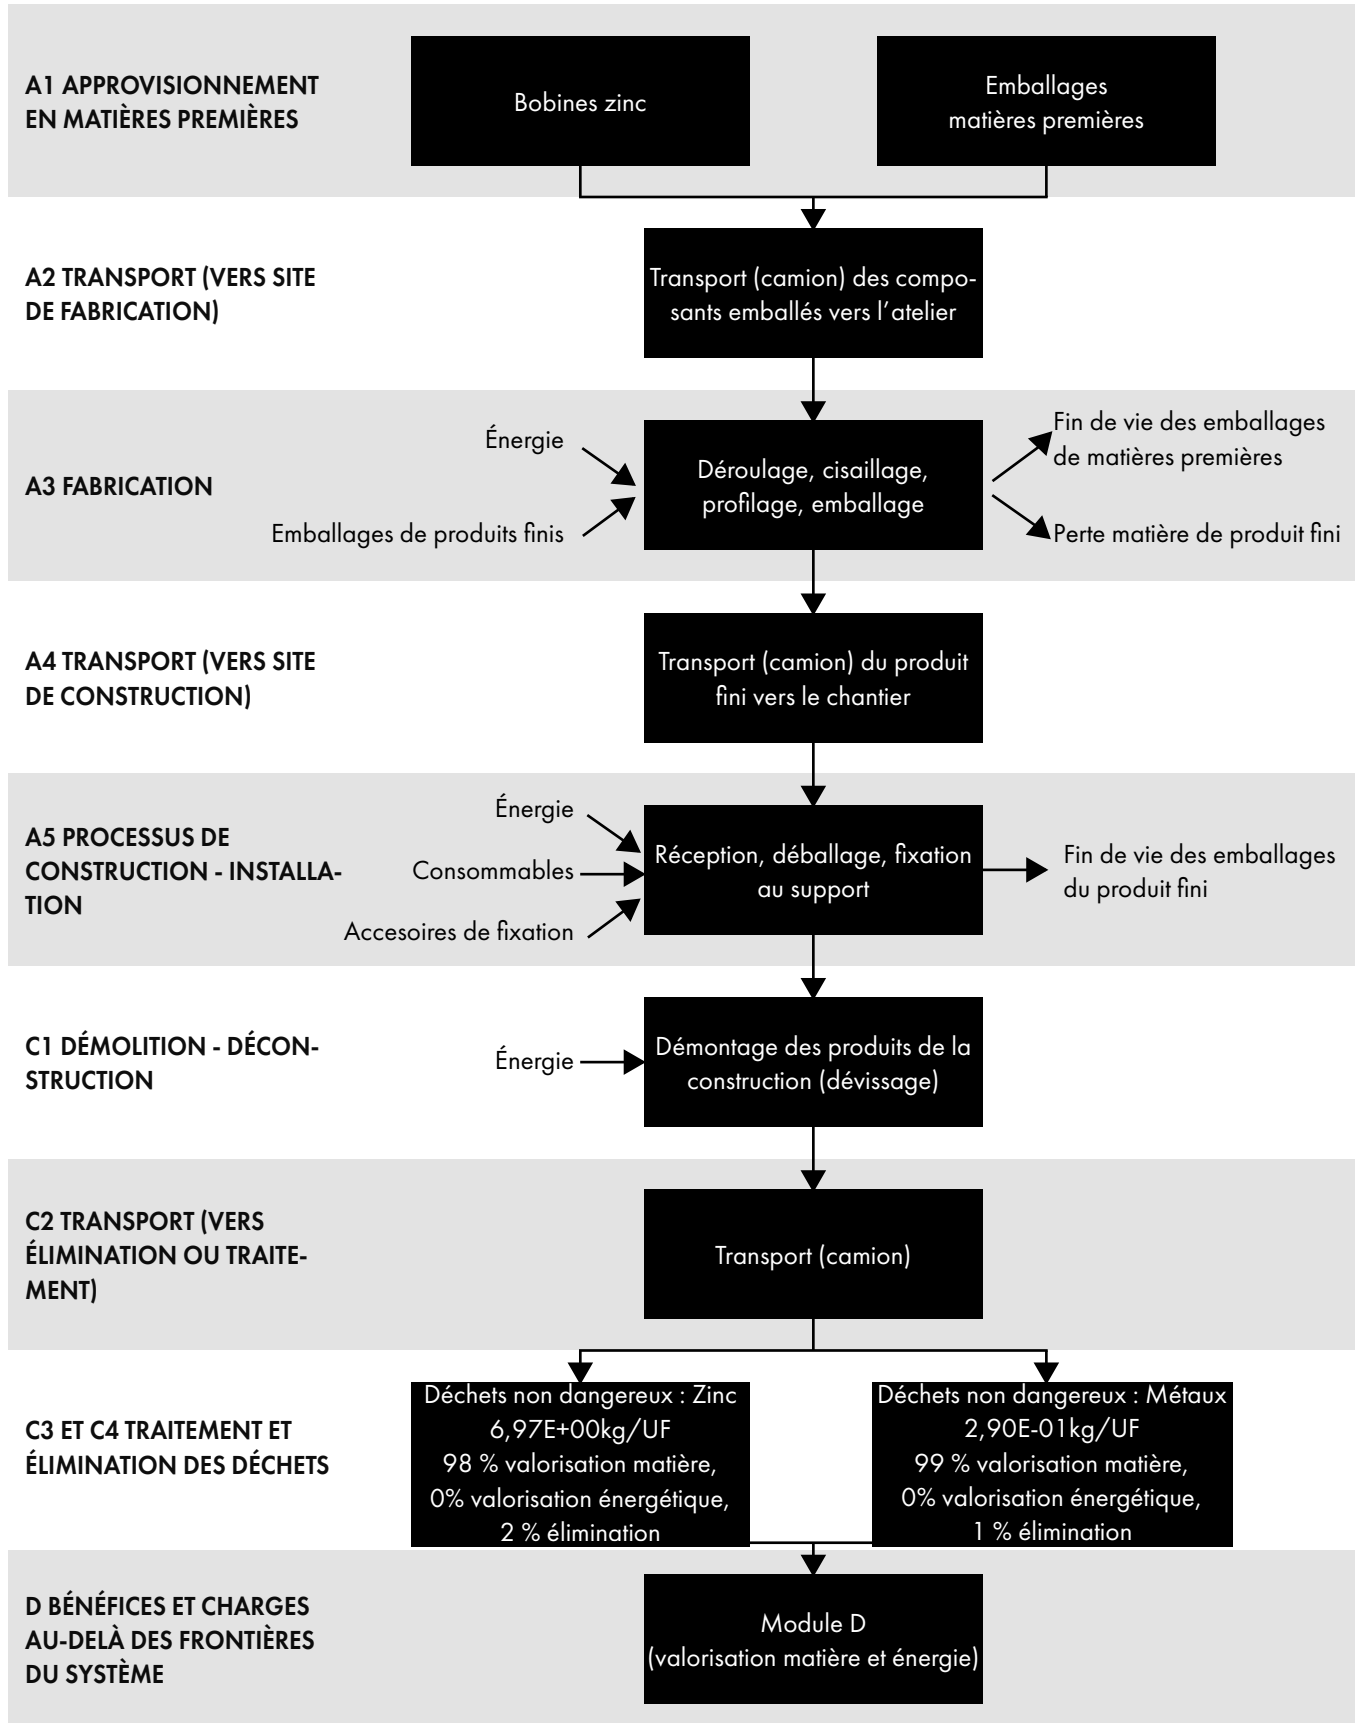 A1 APPROVISIONNEMENT
EN MATIÈRES PREMIÈRES
Bobines zinc
Emballages
matières premières
A2 TRANSPORT (VERS SITE
DE FABRICATION)
Transport (camion) des compo-
sants emballés vers l'atelier
A3 FABRICATION
Énergie
Emballages de produits finis
Déroulage, cisaillage,
profilage, emballage
Fin de vie des emballages
de matières premières
Perte matière de produit fini
A4 TRANSPORT (VERS SITE
DE CONSTRUCTION)
Transport (camion) du produit
fini vers le chantier
A5 PROCESSUS DE
CONSTRUCTION - INSTALLA-
TION
Énergie
Consommables
Accesoires de fixation
Réception, déballage, fixation
au support
Fin de vie des emballages
du produit fini
C1 DÉMOLITION - DÉCON-
STRUCTION
Énergie
Démontage des produits de la
construction (dévissage)
C2 TRANSPORT (VERS
ÉLIMINATION OU TRAITE-
MENT)
Transport (camion)
C3 ET C4 TRAITEMENT ET
ÉLIMINATION DES DÉCHETS
Déchets non dangereux : Zinc
6,97E+00kg/UF
98 % valorisation matière,
0% valorisation énergétique,
2 % élimination
Déchets non dangereux : Métaux
2,90E-01kg/UF
99 % valorisation matière,
0% valorisation énergétique,
1 % élimination
D BÉNÉFICES ET CHARGES
AU-DELÀ DES FRONTIÈRES
DU SYSTÈME
Module D
(valorisation matière et énergie)